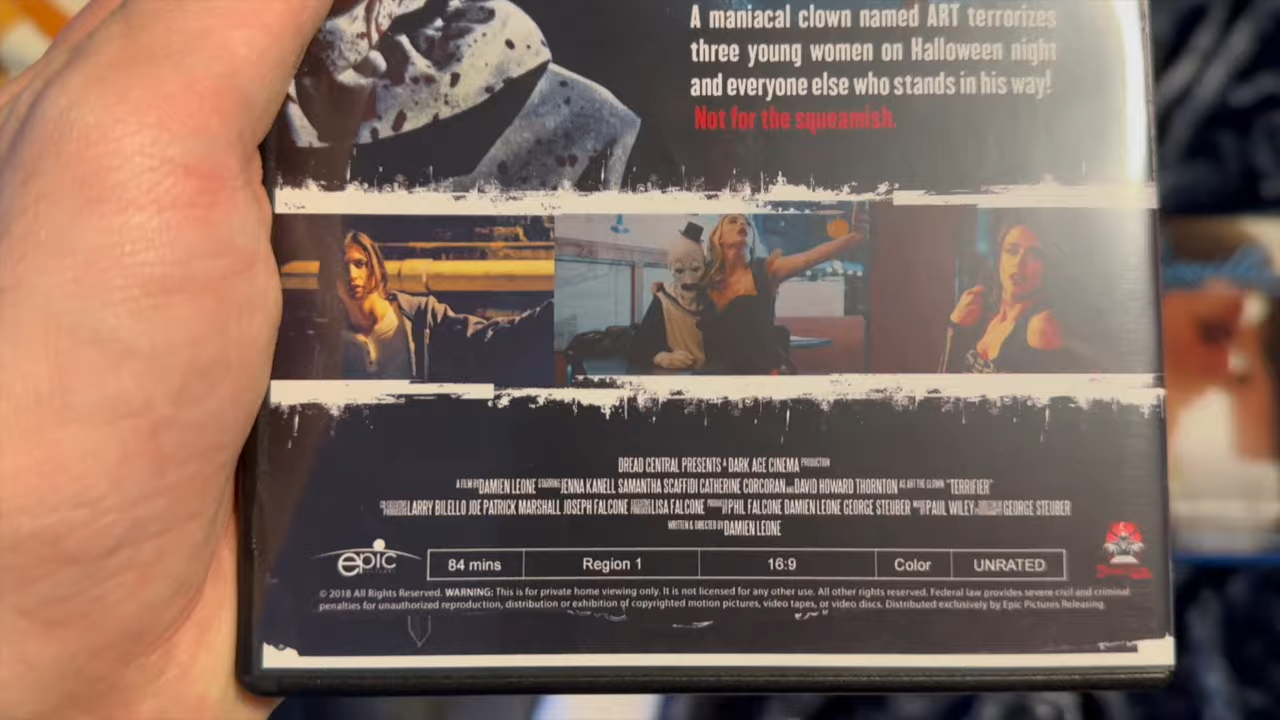 A maniacal clown named ART terrorizes
three young women on Halloween night
and everyone else who stands in his way!
Not for the squeamish.
DREAD CENTRAL PRESENTS A DARK AGE CINEMA PRODUCTION
A FILM BY DAMIEN LEONE STARRING JENNA KANELL SAMANTHA SCAFFIDI CATHERINE CORCORAN AND DAVID HOWARD THORNTON AS ART THE CLOWN "TERRIFIER"
LARRY BILELLO JOE PATRICK MARSHALL JOSEPH FALCONE LISA FALCONE PHIL FALCONE DAMIEN LEONE GEORGE STEUBER PAUL WILEY GEORGE STEUBER
WRITTEN & DIRECTED BY DAMIEN LEONE
epic
84 mins Region 1 16:9 Color UNRATED
© 2018 All Rights Reserved. WARNING: This is for private home viewing only. It is not licensed for any other use. All other rights reserved. Federal law provides severe civil and criminal
penalties for unauthorized reproduction, distribution or exhibition of copyrighted motion pictures, video tapes, or video discs. Distributed exclusively by Epic Pictures Releasing.